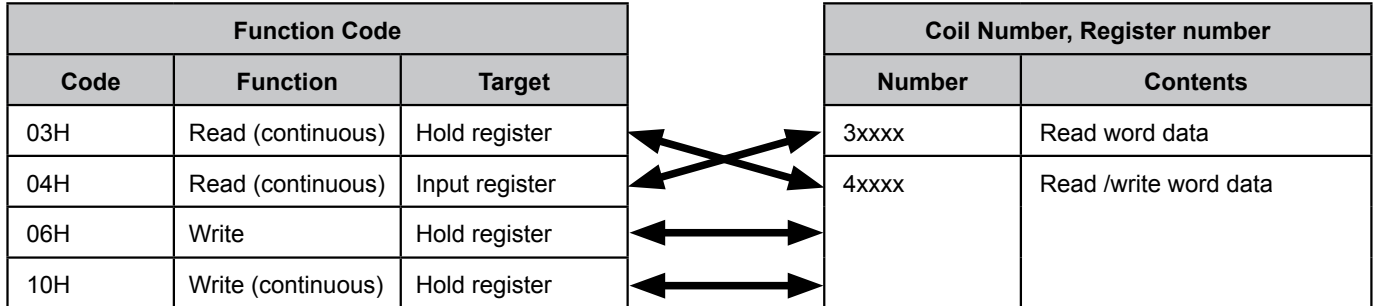 Function Code
Coil Number, Register number
Code Function Target
Number Contents
03H Read (continuous) Hold register
3xxxx Read word data
04H Read (continuous) Input register
4xxxx Read /write word data
06H Write Hold register
10H Write (continuous) Hold register